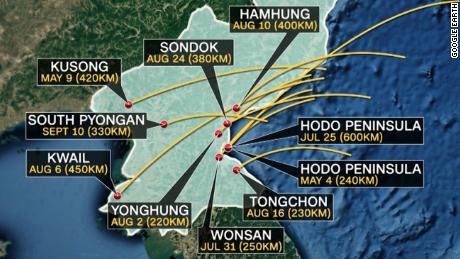 HAMHUNG
AUG 10 (400KM)
SONDOK
AUG 24 (380KM)
KUSONG
MAY 9 (420KM)
SOUTH PYONGAN
SEPT 10 (330KM)
HODO PENINSULA
JUL 25 (600KM)
KWAIL
AUG 6 (450KM)
HODO PENINSULA
MAY 4 (240KM)
YONGHUNG
AUG 2 (220KM)
TONGCHON
AUG 16 (230KM)
WONSAN
JUL 31 (250KM)
GOOGLE EARTH